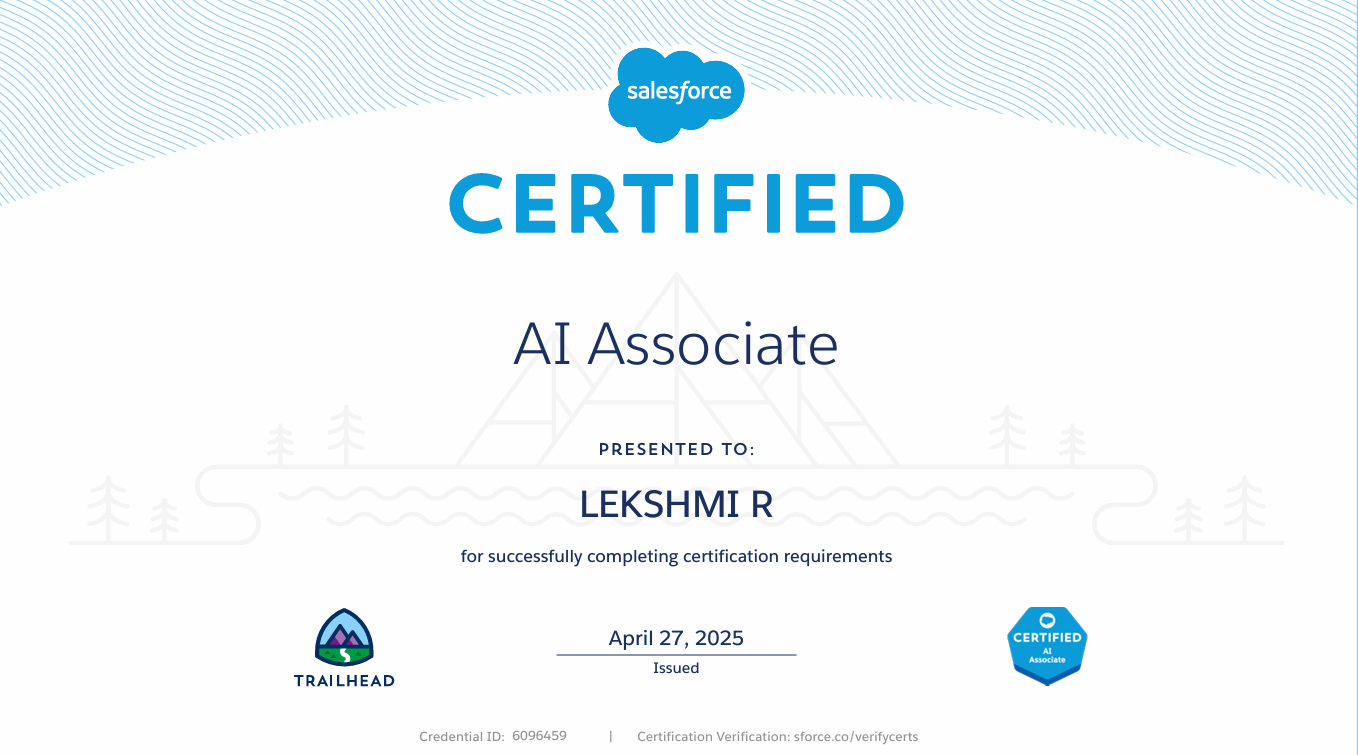 salesforce
CERTIFIED
AI Associate
PRESENTED TO:
LEKSHMI R
for successfully completing certification requirements
TRAILHEAD
April 27, 2025
Issued
CERTIFIED
AI
Associate
Credential ID: 6096459 | Certification Verification: sforce.co/verifycerts